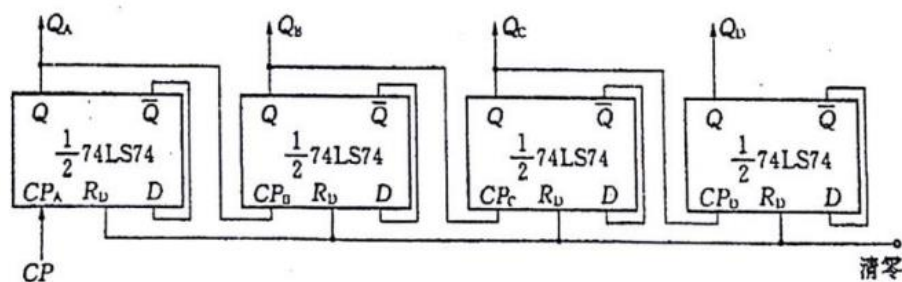 Q_A Q_B Q_C Q_D
Q Q̅ Q Q̅ Q Q̅ Q Q̅
1/2 74LS74 1/2 74LS74 1/2 74LS74 1/2 74LS74
CP_A R_D D CP_B R_D D CP_C R_D D CP_D R_D D
CP 清零